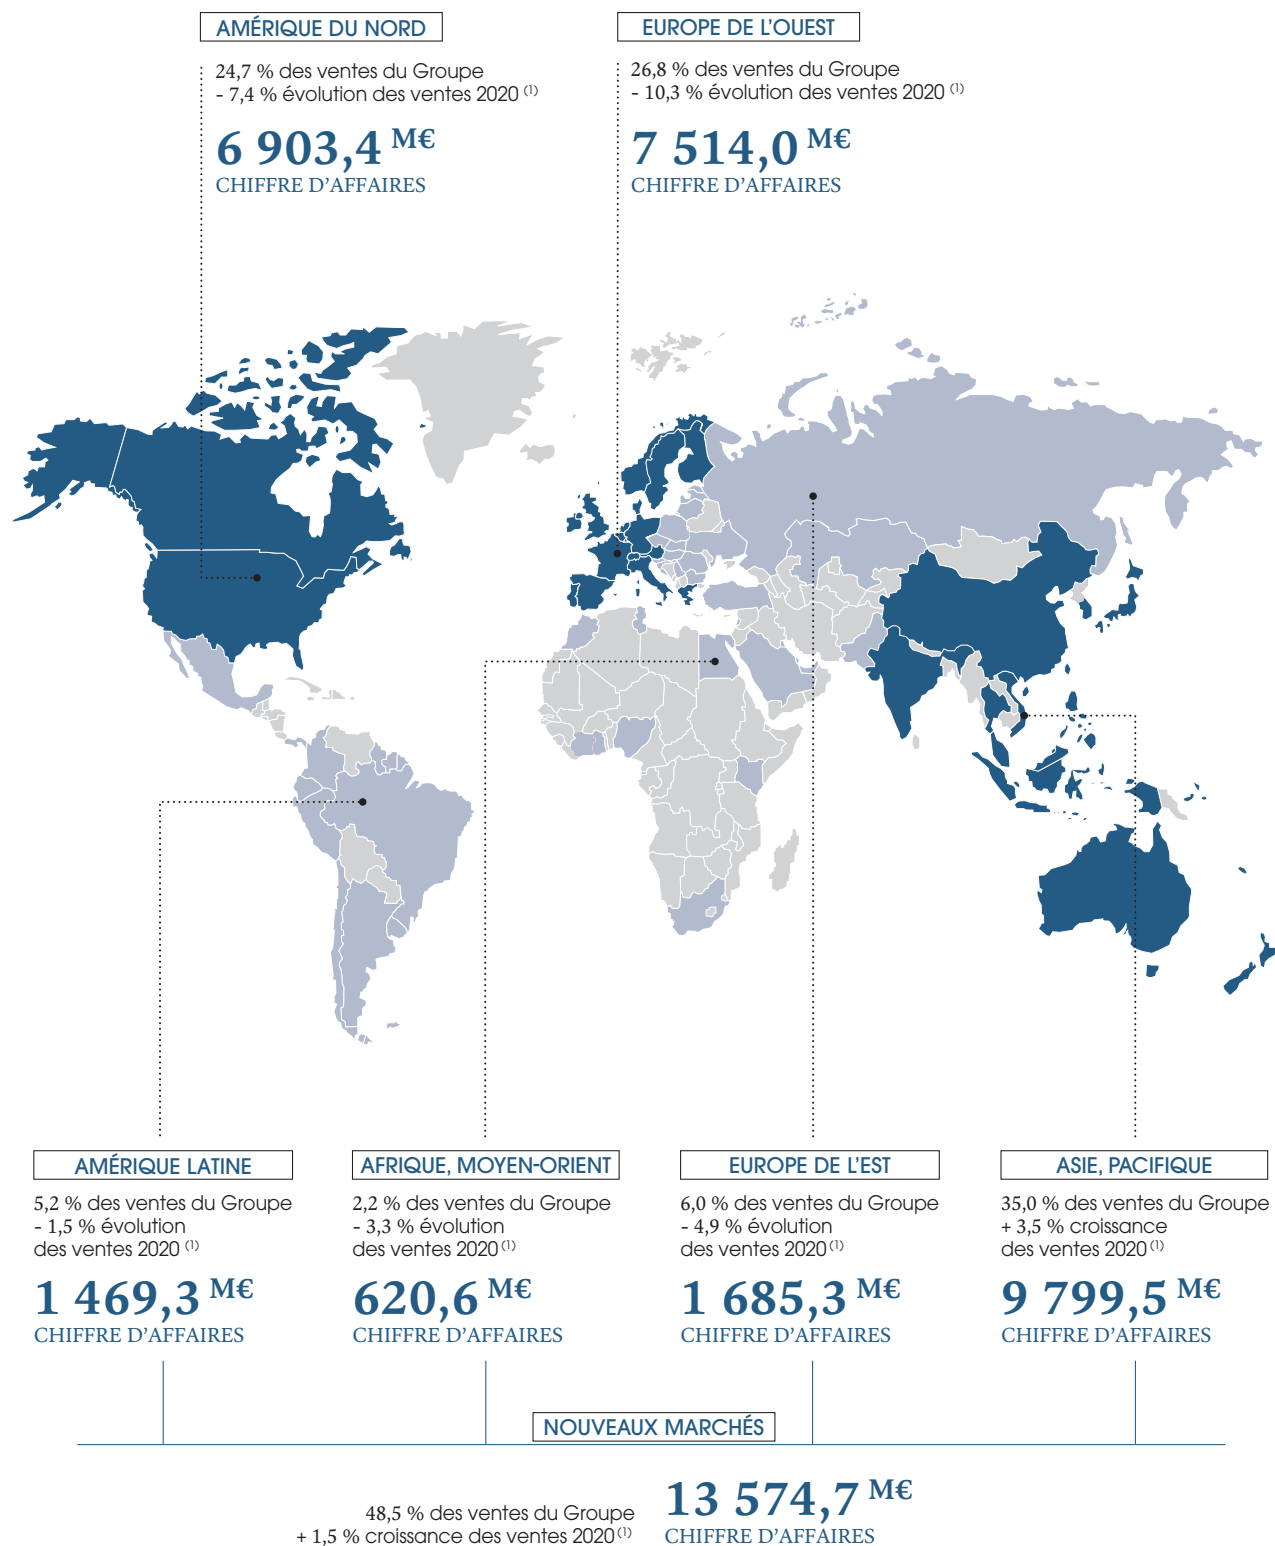 AMÉRIQUE DU NORD
24,7 % des ventes du Groupe
- 7,4 % évolution des ventes 2020 (1)
6 903,4 M€
CHIFFRE D'AFFAIRES
EUROPE DE L'OUEST
26,8 % des ventes du Groupe
- 10,3 % évolution des ventes 2020 (1)
7 514,0 M€
CHIFFRE D'AFFAIRES
AMÉRIQUE LATINE
5,2 % des ventes du Groupe
- 1,5 % évolution
des ventes 2020 (1)
1 469,3 M€
CHIFFRE D'AFFAIRES
AFRIQUE, MOYEN-ORIENT
2,2 % des ventes du Groupe
- 3,3 % évolution
des ventes 2020 (1)
620,6 M€
CHIFFRE D'AFFAIRES
EUROPE DE L'EST
6,0 % des ventes du Groupe
- 4,9 % évolution
des ventes 2020 (1)
1 685,3 M€
CHIFFRE D'AFFAIRES
ASIE, PACIFIQUE
35,0 % des ventes du Groupe
+ 3,5 % croissance
des ventes 2020 (1)
9 799,5 M€
CHIFFRE D'AFFAIRES
NOUVEAUX MARCHÉS
48,5 % des ventes du Groupe
+ 1,5 % croissance des ventes 2020 (1)
13 574,7 M€
CHIFFRE D'AFFAIRES